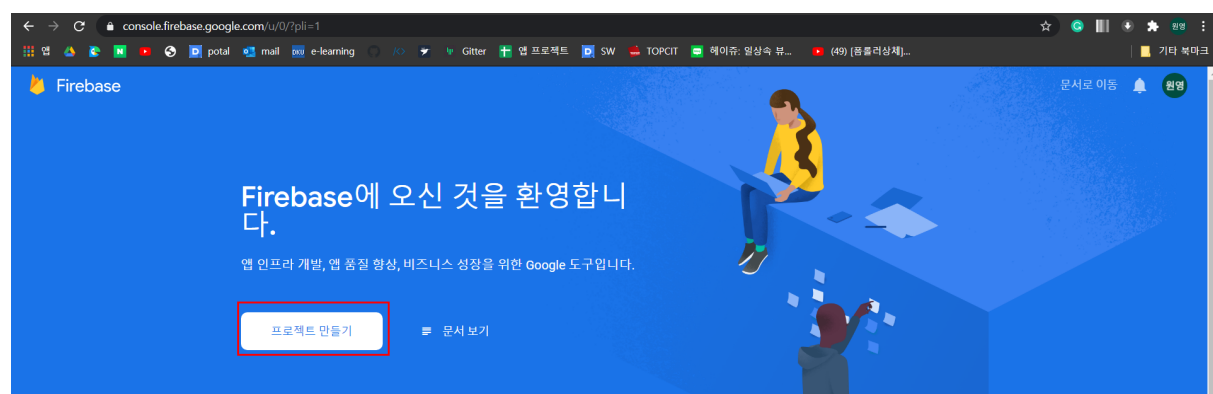 console.firebase.google.com/u/0/?pli=1
원영
앱
N
D potal
mail
DKU e-learning
Gitter
앱 프로젝트
D SW
TOPCIT
헤이쥬: 일상속 뷰...
(49) [폼롤러상체]...
기타 북마크
Firebase
문서로 이동
원영
Firebase에 오신 것을 환영합니
다.
앱 인프라 개발, 앱 품질 향상, 비즈니스 성장을 위한 Google 도구입니다.
프로젝트 만들기
문서 보기